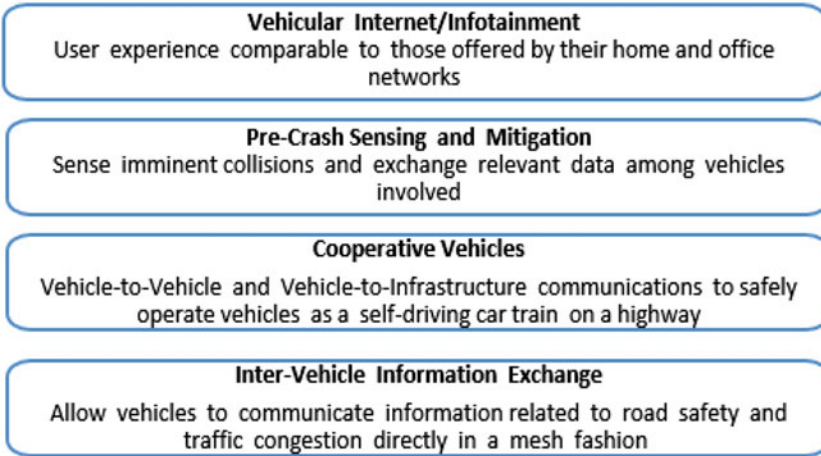 Vehicular Internet/Infotainment
User experience comparable to those offered by their home and office
networks
Pre-Crash Sensing and Mitigation
Sense imminent collisions and exchange relevant data among vehicles
involved
Cooperative Vehicles
Vehicle-to-Vehicle and Vehicle-to-Infrastructure communications to safely
operate vehicles as a self-driving car train on a highway
Inter-Vehicle Information Exchange
Allow vehicles to communicate information related to road safety and
traffic congestion directly in a mesh fashion